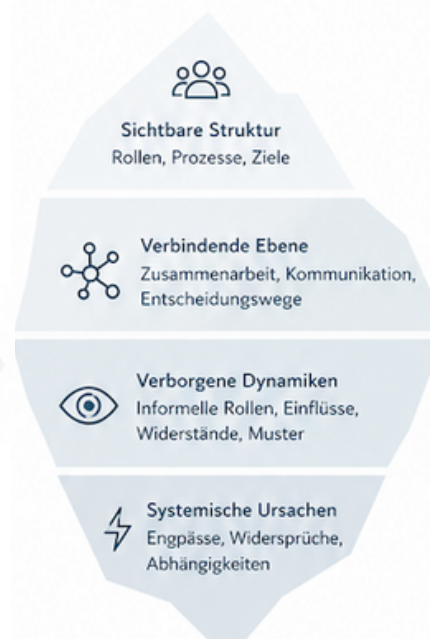 Sichtbare Struktur
Rollen, Prozesse, Ziele
Verbindende Ebene
Zusammenarbeit, Kommunikation,
Entscheidungswege
Verborgene Dynamiken
Informelle Rollen, Einflüsse,
Widerstände, Muster
Systemische Ursachen
Engpässe, Widersprüche,
Abhängigkeiten